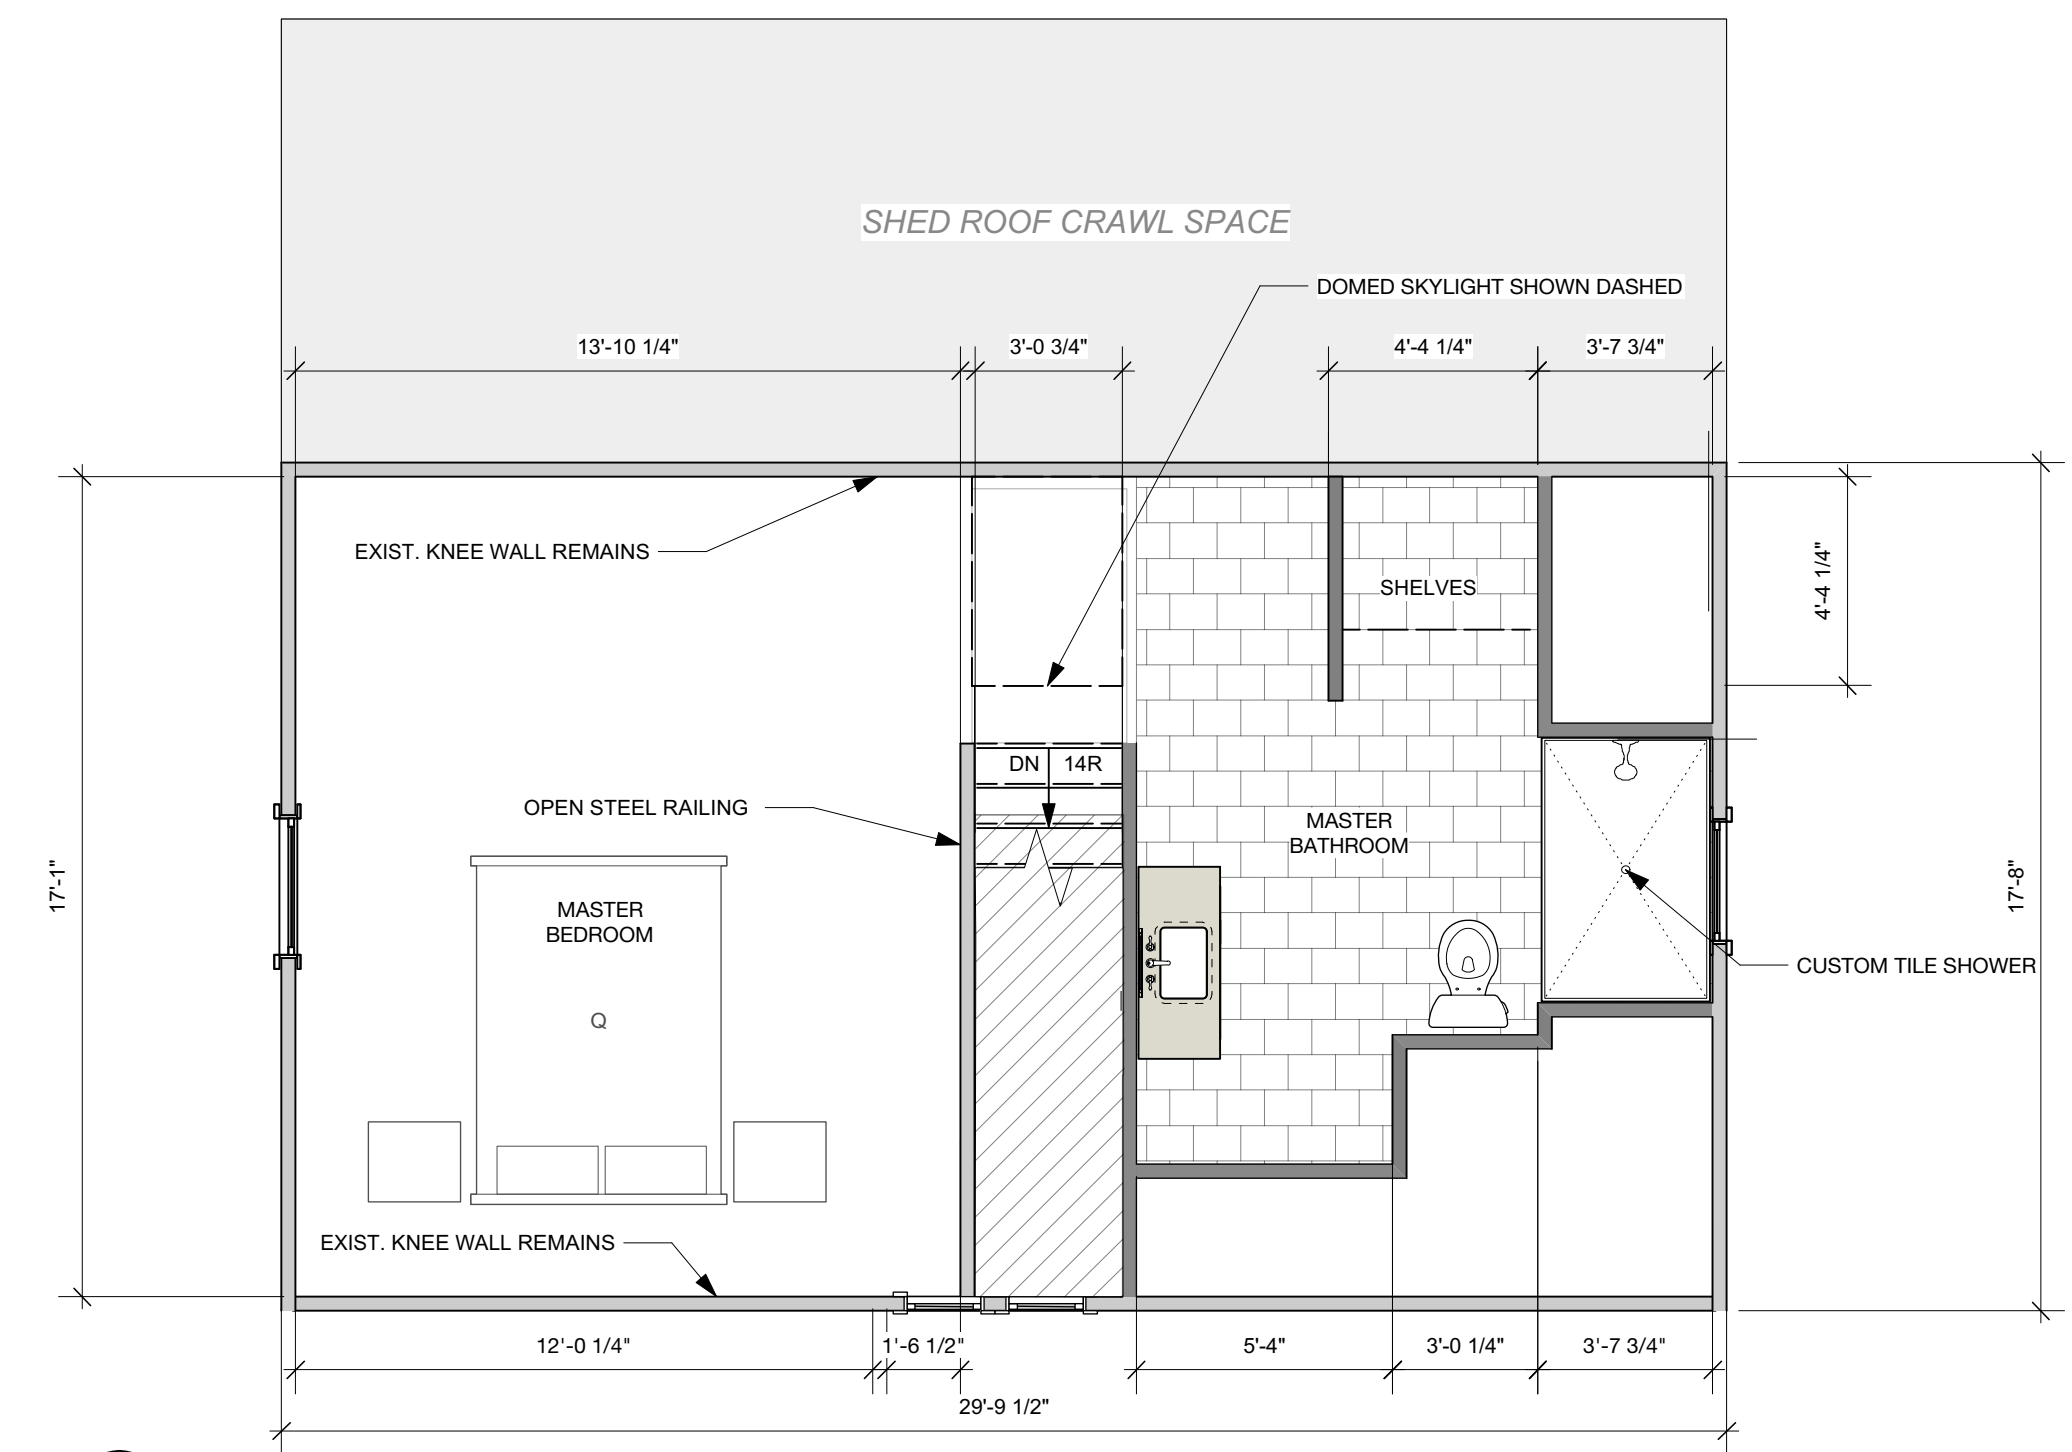 SHED ROOF CRAWL SPACE
DOMED SKYLIGHT SHOWN DASHED
13'-10 1/4"
3'-0 3/4"
4'-4 1/4"
3'-7 3/4"
EXIST. KNEE WALL REMAINS
SHELVES
4'-4 1/4"
DN
14R
OPEN STEEL RAILING
MASTER
BATHROOM
17'-1"
17'-8"
MASTER
BEDROOM
CUSTOM TILE SHOWER
Q
EXIST. KNEE WALL REMAINS
12'-0 1/4"
1'-6 1/2"
5'-4"
3'-0 1/4"
3'-7 3/4"
29'-9 1/2"